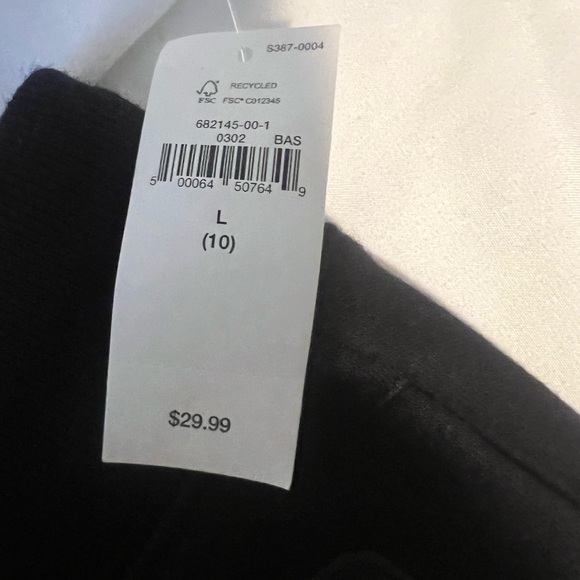 S387-0004
RECYCLED
FSC FSC® C012345
682145-00-1
0302 BAS
5 00064 50764 9
L
(10)
$29.99